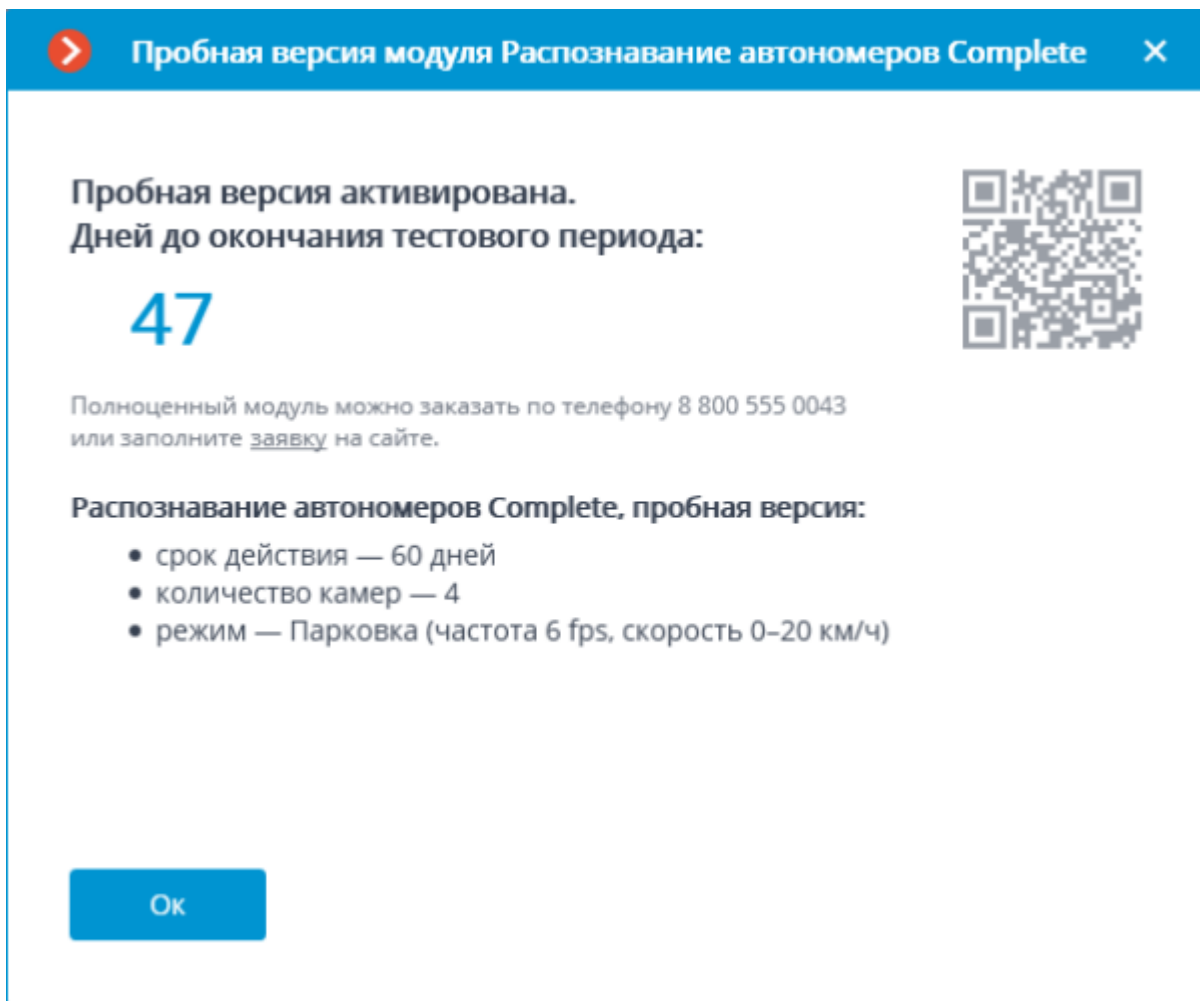 Пробная версия модуля Распознавание автономеров Complete
Пробная версия активирована.
Дней до окончания тестового периода:
47
Полноценный модуль можно заказать по телефону 8 800 555 0043
или заполните заявку на сайте.
Распознавание автономеров Complete, пробная версия:
• срок действия — 60 дней
• количество камер — 4
• режим — Парковка (частота 6 fps, скорость 0–20 км/ч)
Ок